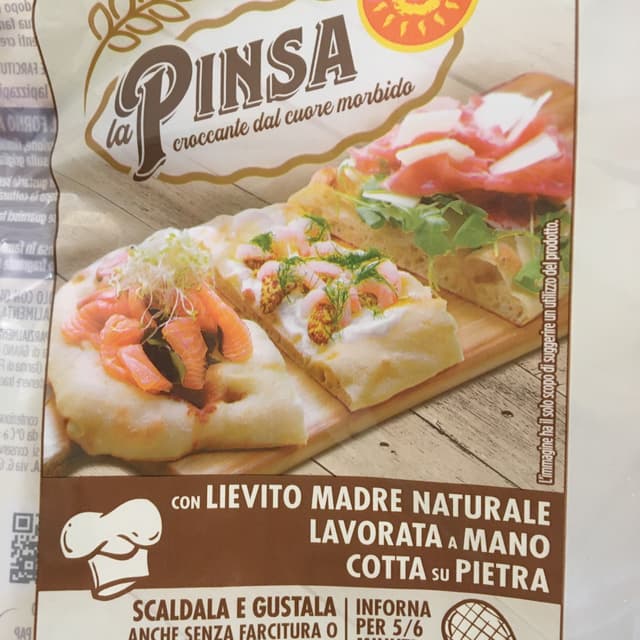 la PINSA
croccante dal cuore morbido
L'immagine ha il solo scopo di suggerire un utilizzo del prodotto.
CON LIEVITO MADRE NATURALE
LAVORATA A MANO
COTTA SU PIETRA
SCALDALA E GUSTALA
ANCHE SENZA FARCITURA O
INFORNA
PER 5/6